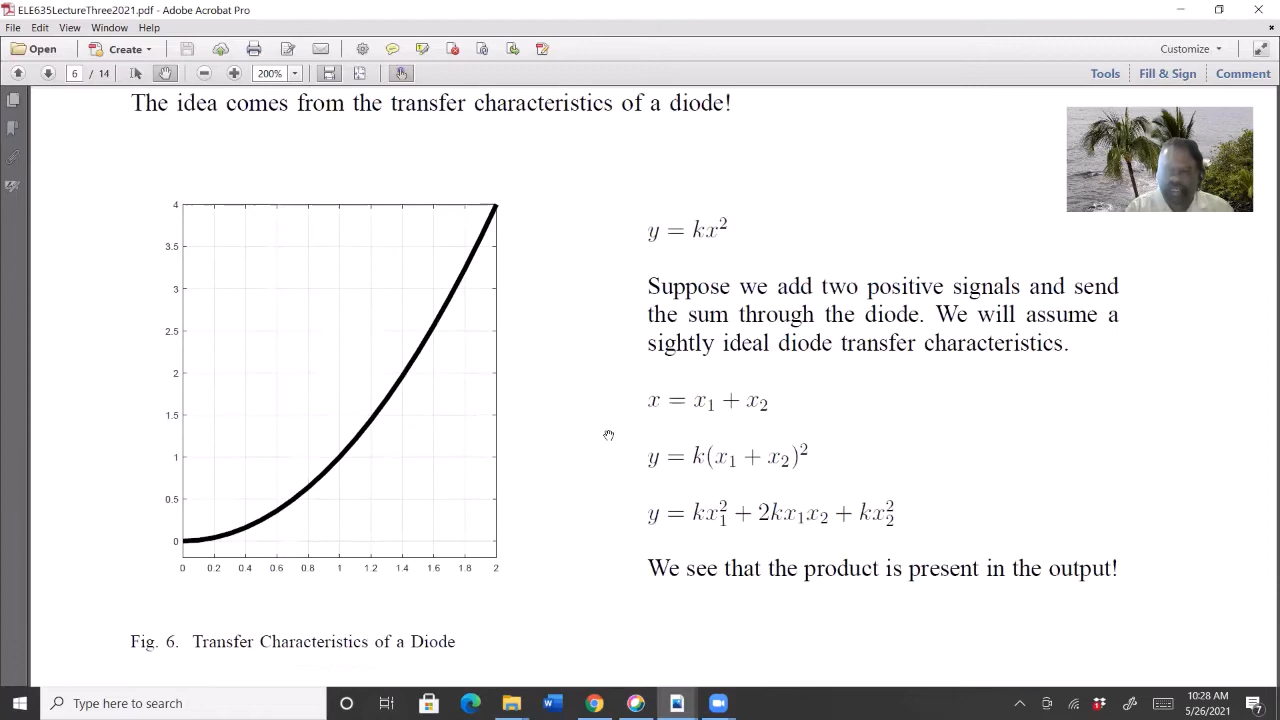 ELE635LectureThree2021.pdf - Adobe Acrobat Pro
File Edit View Window Help
Open Create Customize
6 / 14 200% Tools Fill & Sign Comment
The idea comes from the transfer characteristics of a diode!
4
3.5
3
2.5
2
1.5
1
0.5
0
0 0.2 0.4 0.6 0.8 1 1.2 1.4 1.6 1.8 2
Fig. 6. Transfer Characteristics of a Diode
y = kx²
Suppose we add two positive signals and send
the sum through the diode. We will assume a
sightly ideal diode transfer characteristics.
x = x₁ + x₂
y = k(x₁ + x₂)²
y = kx₁² + 2kx₁x₂ + kx₂²
We see that the product is present in the output!
Type here to search
10:28 AM
5/26/2021
7